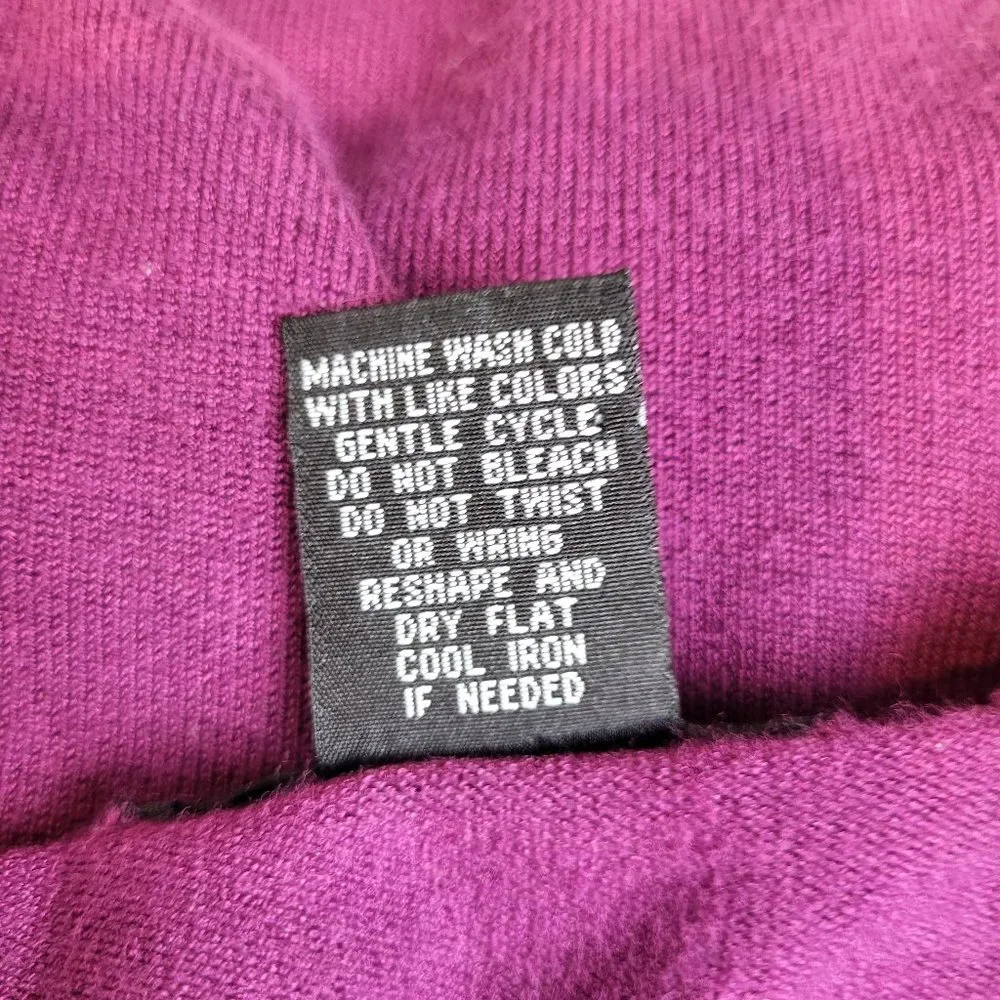 MACHINE WASH COLD
WITH LIKE COLORS
GENTLE CYCLE
DO NOT BLEACH
DO NOT TWIST
OR WRING
RESHAPE AND
DRY FLAT
COOL IRON
IF NEEDED